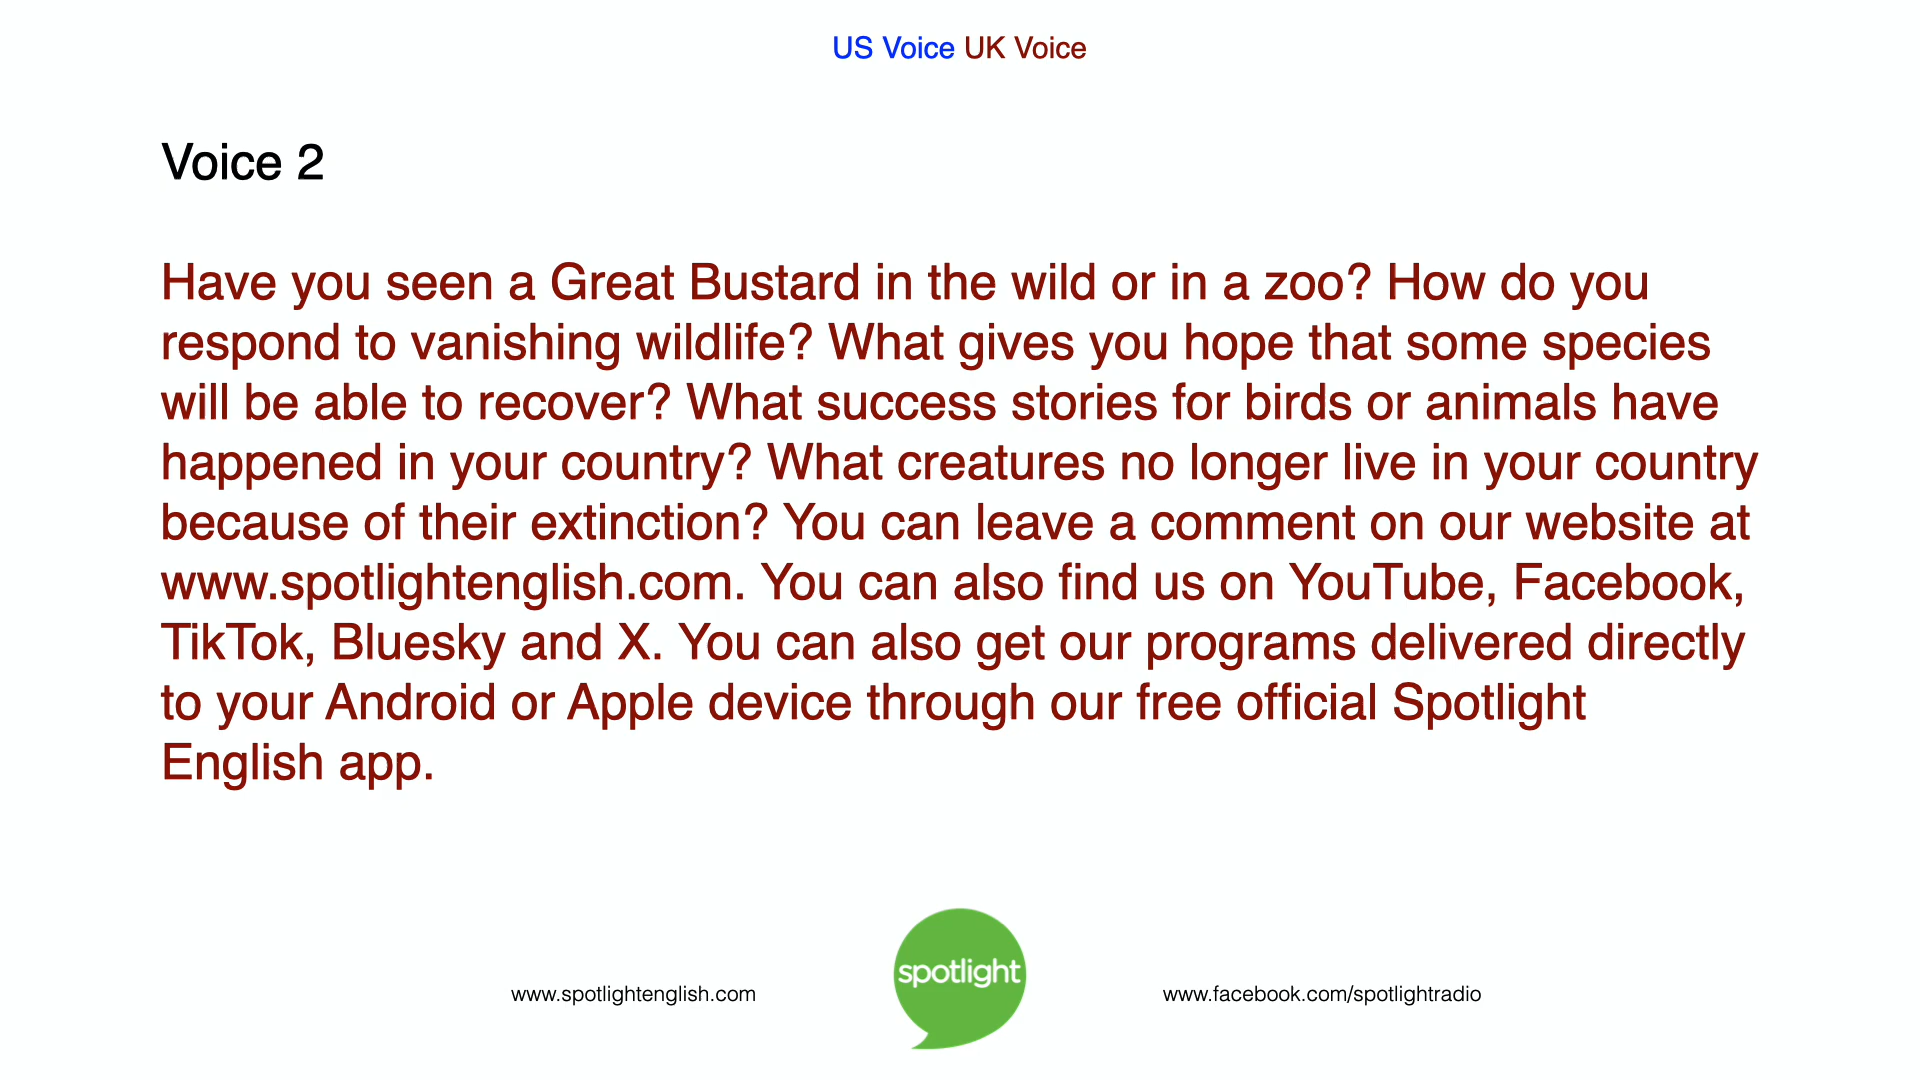 US Voice UK Voice
Voice 2
Have you seen a Great Bustard in the wild or in a zoo? How do you
respond to vanishing wildlife? What gives you hope that some species
will be able to recover? What success stories for birds or animals have
happened in your country? What creatures no longer live in your country
because of their extinction? You can leave a comment on our website at
www.spotlightenglish.com. You can also find us on YouTube, Facebook,
TikTok, Bluesky and X. You can also get our programs delivered directly
to your Android or Apple device through our free official Spotlight
English app.
www.spotlightenglish.com
spotlight
www.facebook.com/spotlightradio